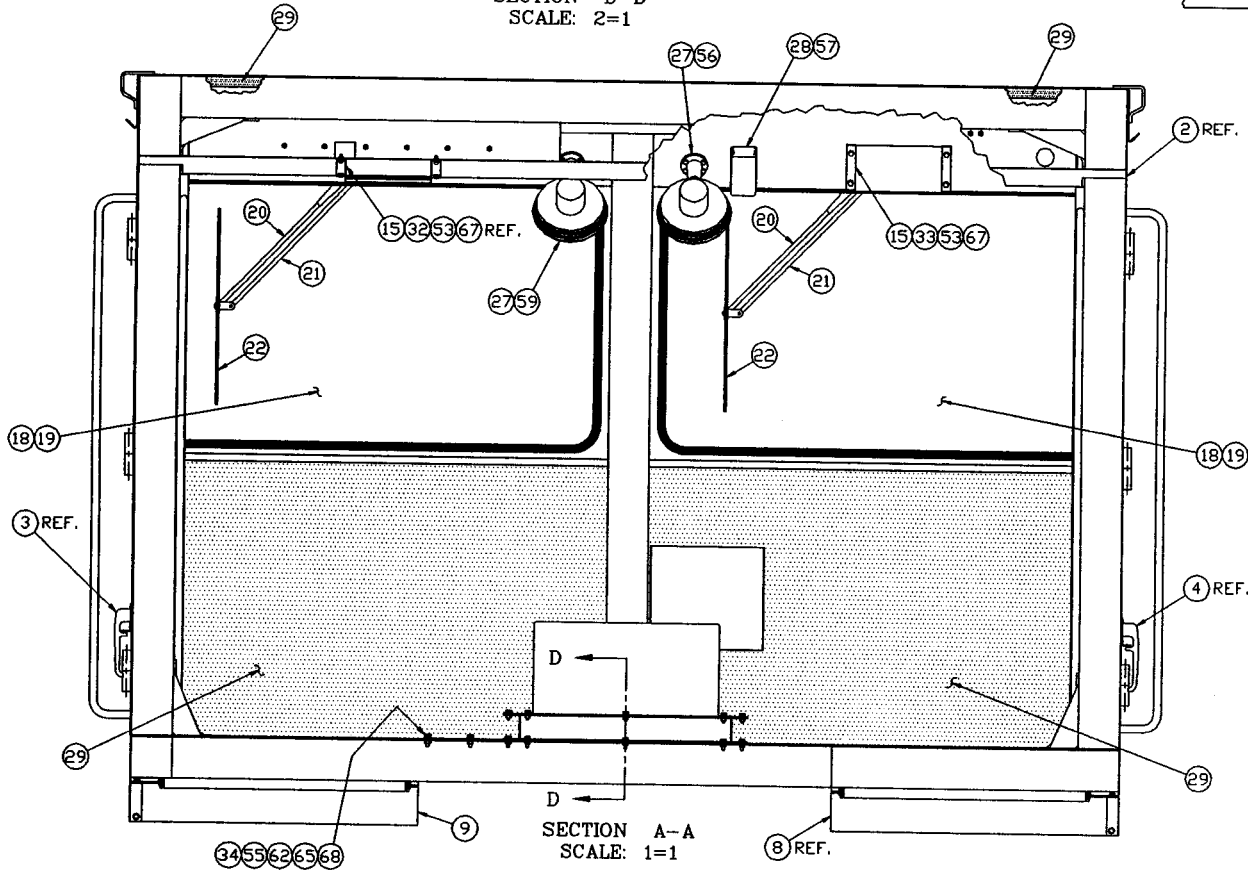 SCALE: 2=1
29
29
27 56
28 57
2 REF.
20
15 32 53 67 REF.
21
27 59
20
15 33 53 67
21
22
22
18 19
18 19
3 REF.
4 REF.
D
29
29
D
9
SECTION A-A
SCALE: 1=1
34 55 62 65 68
8 REF.